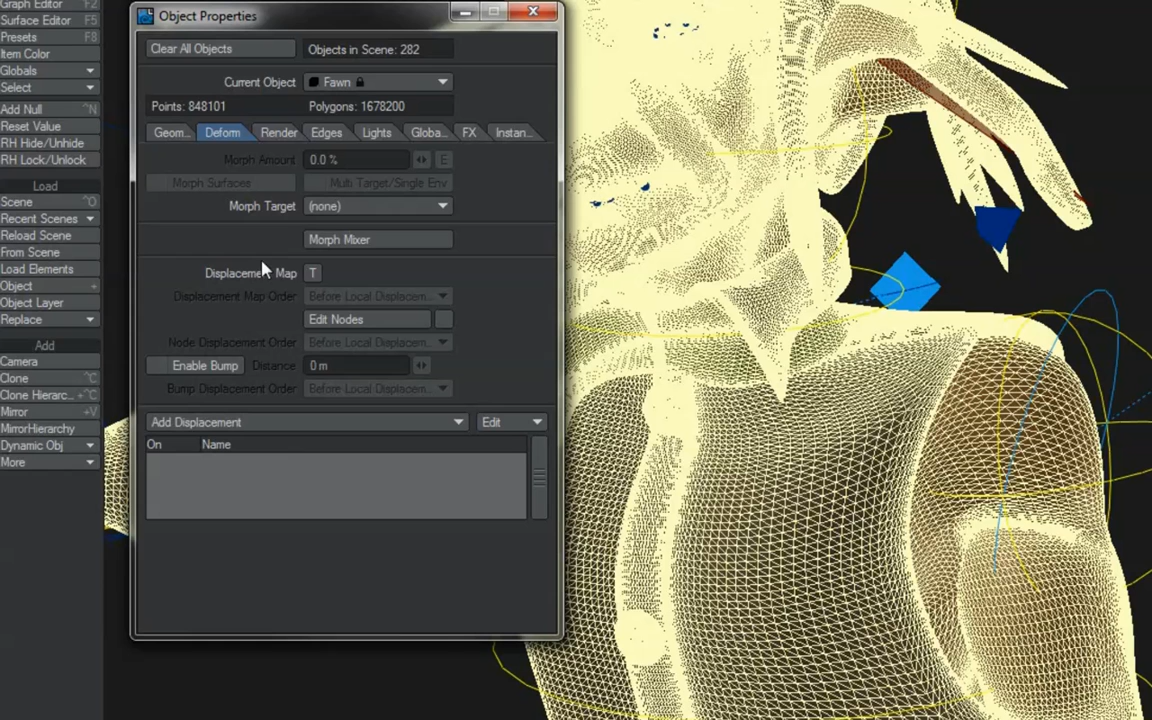 Graph Editor F2
Surface Editor
Presets F8
Item Color
Globals
Select
Add Null ^N
Reset Value
RH Hide/Unhide
RH Lock/Unlock
Load
Scene ^O
Recent Scenes
Reload Scene
From Scene
Load Elements
Object +
Object Layer
Replace
Add
Camera
Clone ^C
Clone Hierarc... +^C
Mirror +V
MirrorHierarchy
Dynamic Obj
More
Object Properties
Clear All Objects Objects in Scene: 282
Current Object Fawn
Points: 848101 Polygons: 1678200
Geom... Deform Render Edges Lights Globa... FX Instan...
Morph Amount 0.0 % E
Morph Surfaces Multi Target/Single Env
Morph Target (none)
Morph Mixer
Displacement Map T
Displacement Map Order Before Local Displacem...
Edit Nodes
Node Displacement Order Before Local Displacem...
Enable Bump Distance 0 m
Bump Displacement Order Before Local Displacem...
Add Displacement Edit
On Name